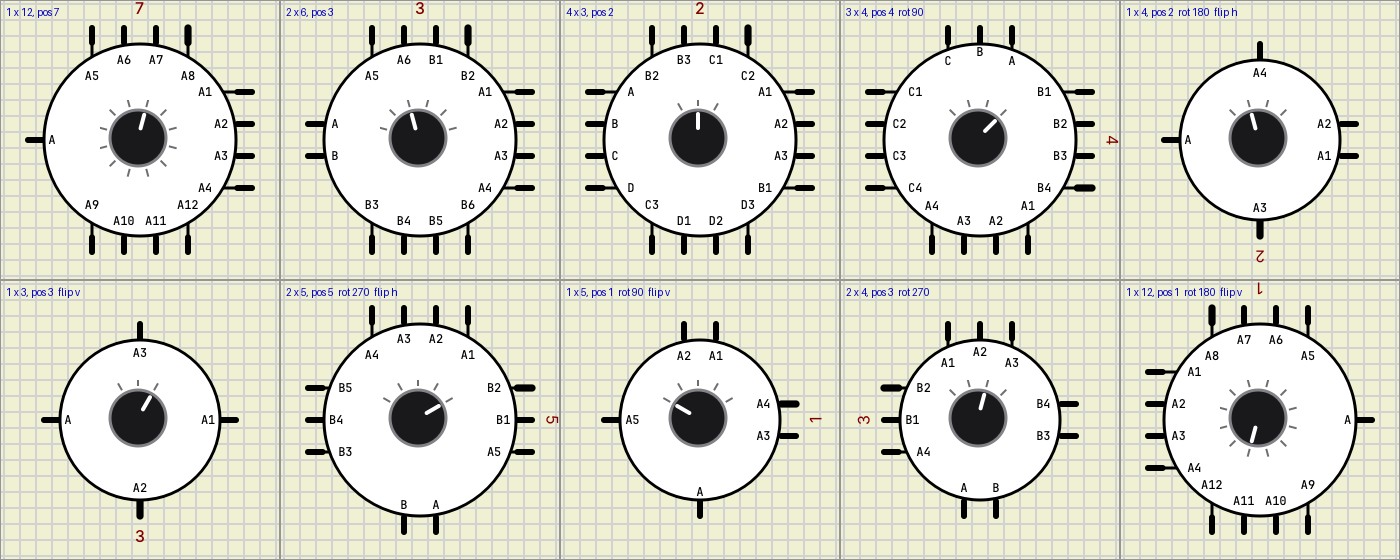 1 x 12, pos 7
7
A5 A6 A7 A8
A1
A2
A A3
A4
A9 A10 A11 A12
2 x 6, pos 3
3
A5 A6 B1 B2
A1
A A2
B A3
A4
B3 B4 B5 B6
4 x 3, pos 2
2
B2 B3 C1 C2
A A1
B A2
C A3
D B1
C3 D1 D2 D3
3 x 4, pos 4 rot 90
C B A
C1 B1
C2 B2
4
C3 B3
C4 B4
A4 A3 A2 A1
1 x 4, pos 2 rot 180 flip h
A4
A2
A A1
A3
2
1 x 3, pos 3 flip v
A3
A A1
A2
3
2 x 5, pos 5 rot 270 flip h
A4 A3 A2 A1
B5 B2
B4 B1 5
B3 A5
B A
1 x 5, pos 1 rot 90 flip v
A2 A1
A4
A5 1
A3
A
2 x 4, pos 3 rot 270
A1 A2 A3
B2 B4
3 B1
B3
A4
A B
1 x 12, pos 1 rot 180 flip v
1
A8 A7 A6 A5
A1
A2
A
A3
A4
A12 A11 A10 A9